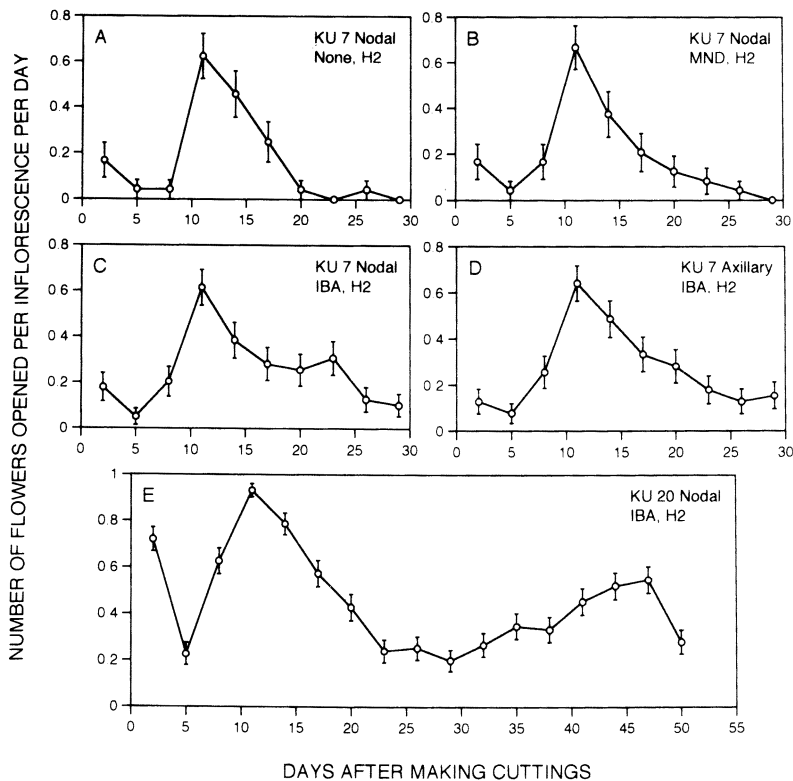 NUMBER OF FLOWERS OPENED PER INFLORESCENCE PER DAY
A
KU 7 Nodal
None, H2
0.8
0.6
0.4
0.2
0
0 5 10 15 20 25 30
B
KU 7 Nodal
MND, H2
0.8
0.6
0.4
0.2
0
0 5 10 15 20 25 30
C
KU 7 Nodal
IBA, H2
0.8
0.6
0.4
0.2
0
0 5 10 15 20 25 30
D
KU 7 Axillary
IBA, H2
0.8
0.6
0.4
0.2
0
0 5 10 15 20 25 30
E
KU 20 Nodal
IBA, H2
1
0.8
0.6
0.4
0.2
0
0 5 10 15 20 25 30 35 40 45 50 55
DAYS AFTER MAKING CUTTINGS